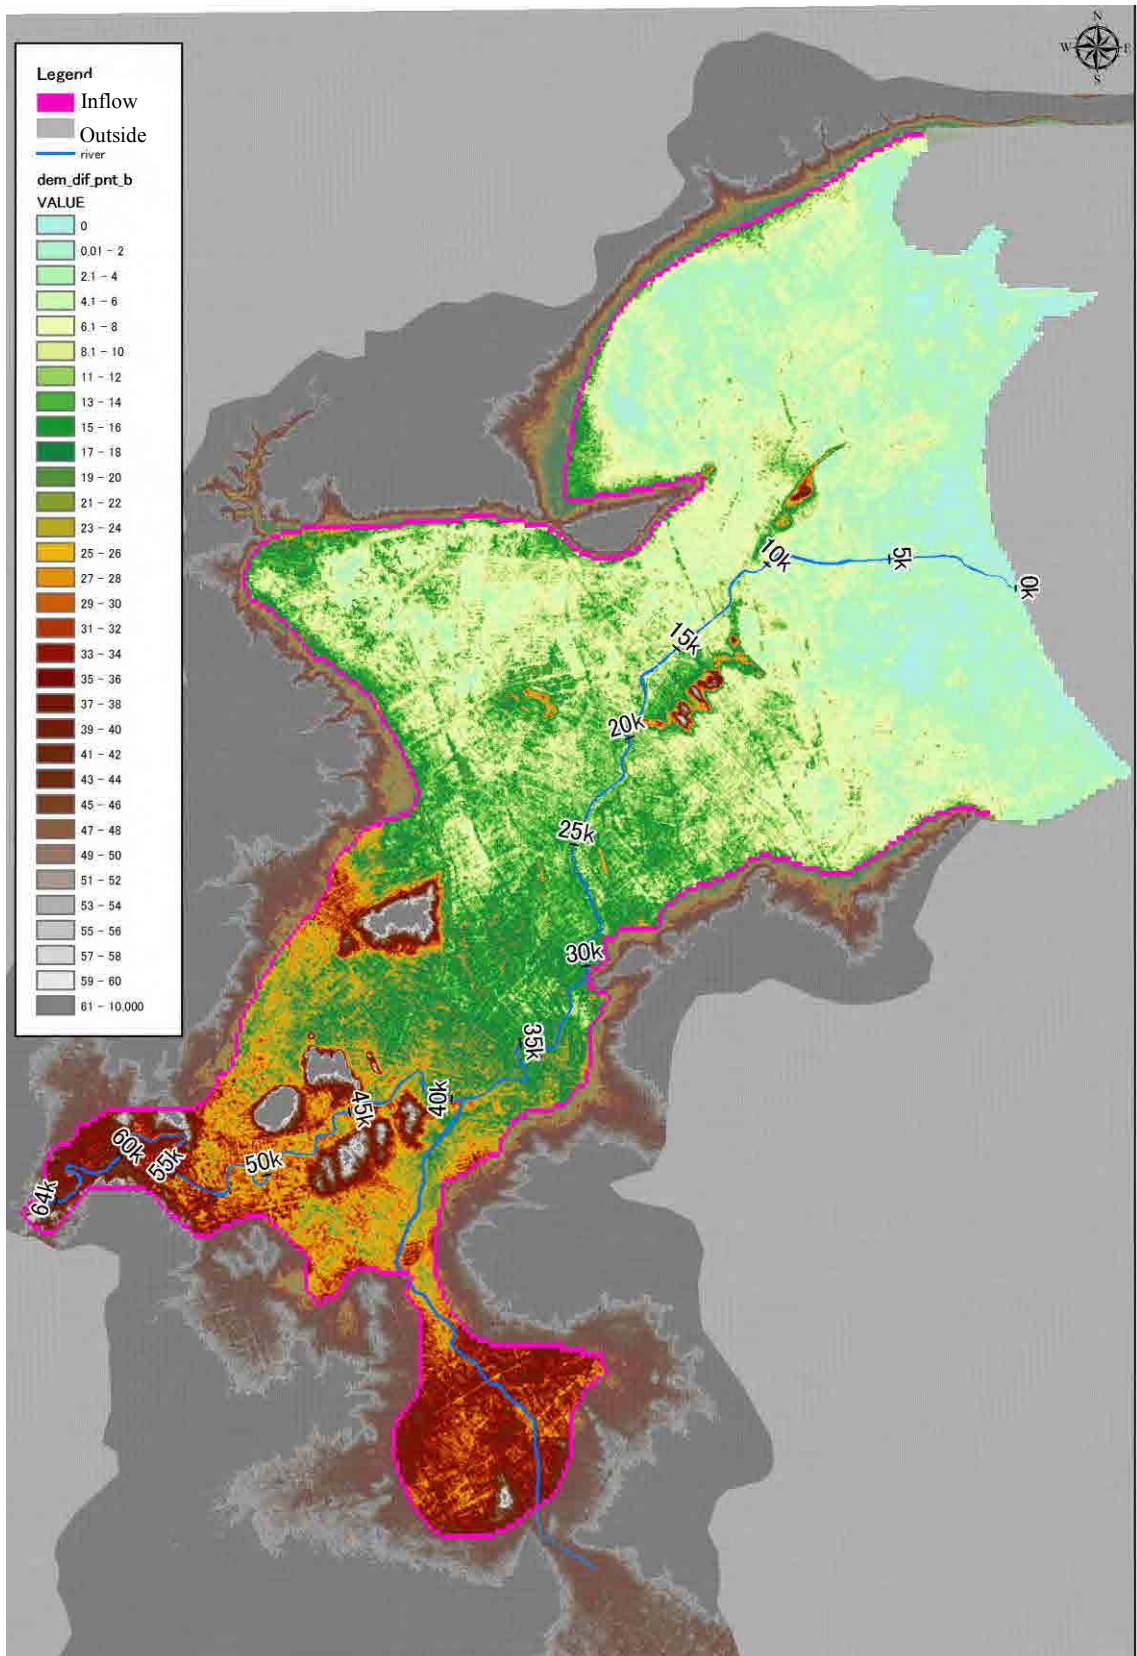 N
W E
S
Legend
Inflow
Outside
river
dem_dif_pnt_b
VALUE
0
0.01 - 2
2.1 - 4
4.1 - 6
6.1 - 8
8.1 - 10
11 - 12
13 - 14
15 - 16
17 - 18
19 - 20
21 - 22
23 - 24
25 - 26
27 - 28
29 - 30
31 - 32
33 - 34
35 - 36
37 - 38
39 - 40
41 - 42
43 - 44
45 - 46
47 - 48
49 - 50
51 - 52
53 - 54
55 - 56
57 - 58
59 - 60
61 - 10,000
10k
5k
0k
15k
20k
25k
30k
35k
40k
45k
50k
55k
60k
64k